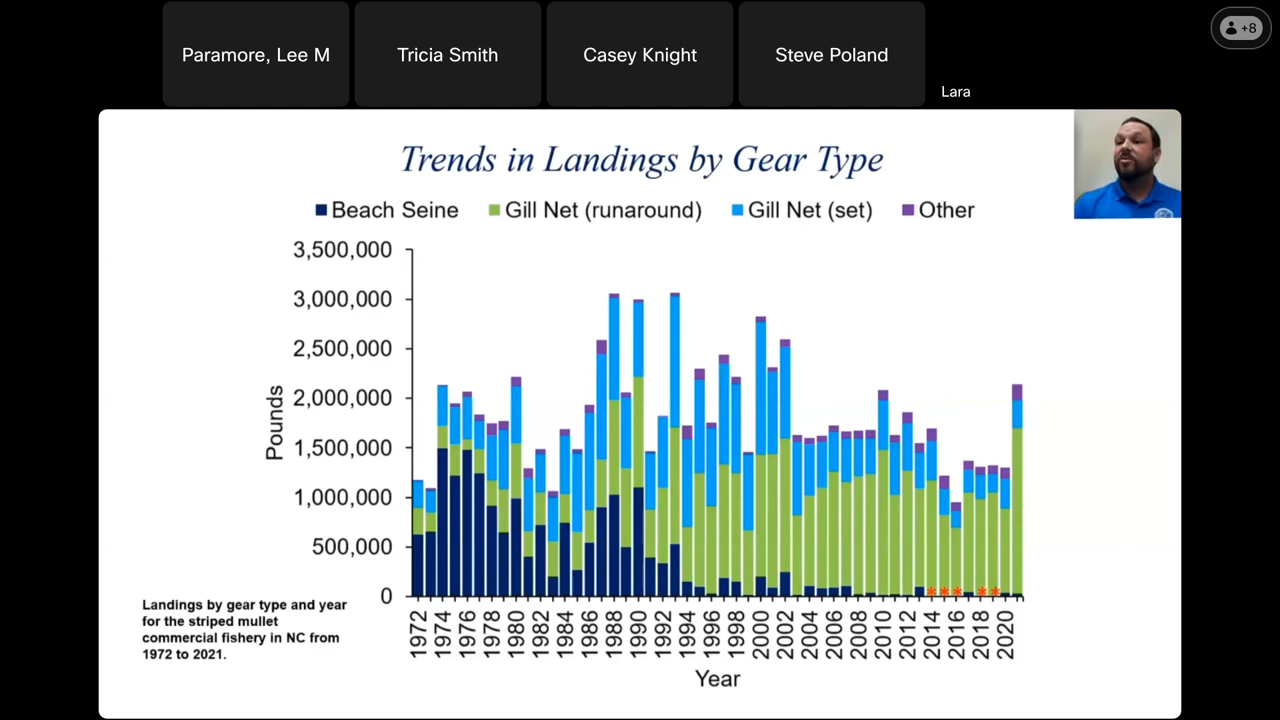 Paramore, Lee M
Tricia Smith
Casey Knight
Steve Poland
+8
Lara
Trends in Landings by Gear Type
Beach Seine
Gill Net (runaround)
Gill Net (set)
Other
3,500,000
3,000,000
2,500,000
2,000,000
1,500,000
1,000,000
500,000
0
Pounds
* * * * *
1972 1974 1976 1978 1980 1982 1984 1986 1988 1990 1992 1994 1996 1998 2000 2002 2004 2006 2008 2010 2012 2014 2016 2018 2020
Year
Landings by gear type and year
for the striped mullet
commercial fishery in NC from
1972 to 2021.